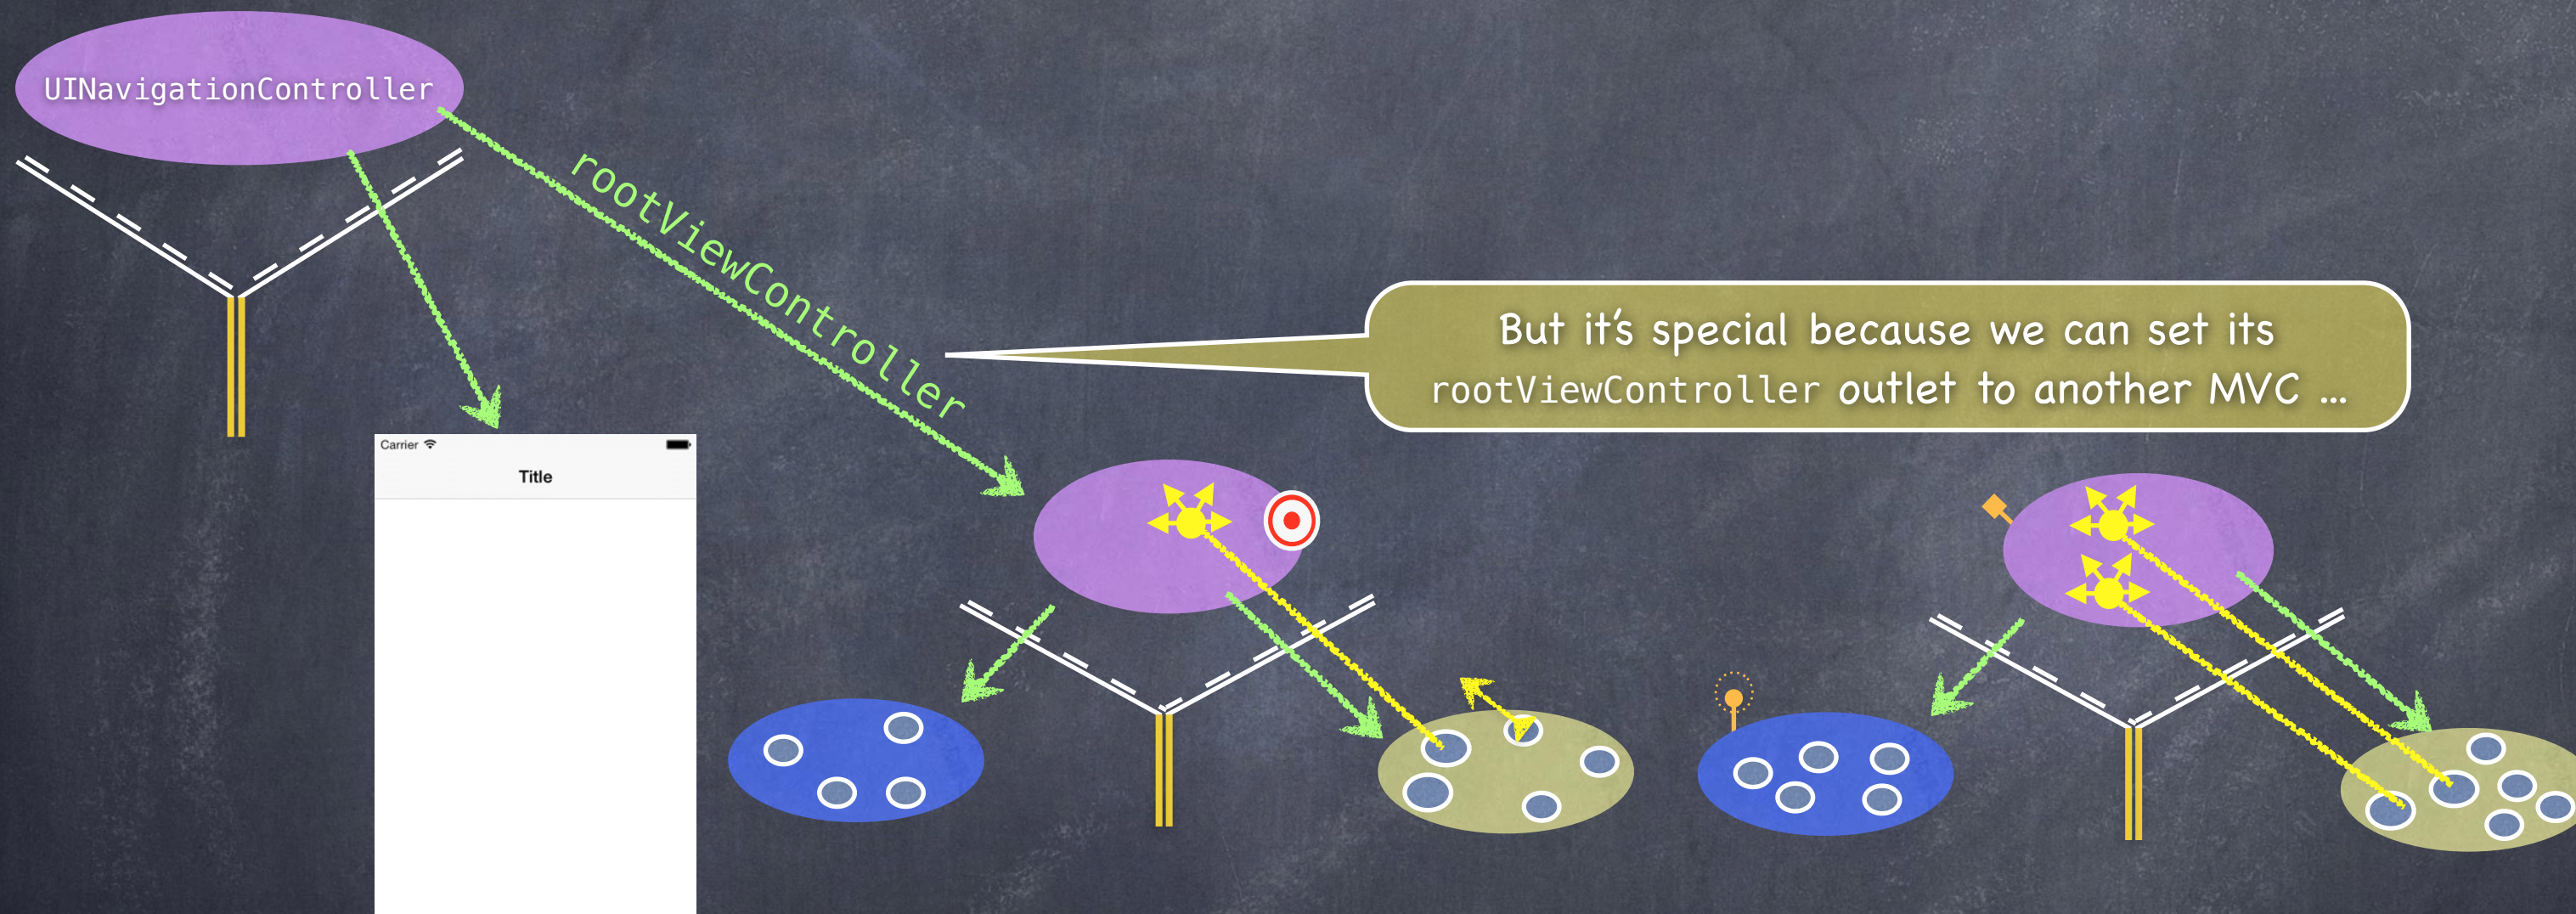 UINavigationController
rootViewController
But it's special because we can set its
rootViewController outlet to another MVC ...
Carrier
Title